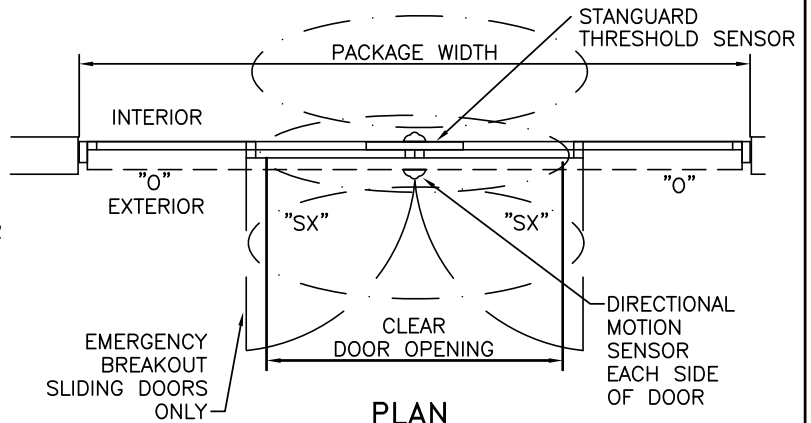 STANGUARD
THRESHOLD SENSOR
PACKAGE WIDTH
INTERIOR
"O"
EXTERIOR
"O"
"SX"
"SX"
EMERGENCY
BREAKOUT
SLIDING DOORS
ONLY
CLEAR
DOOR OPENING
DIRECTIONAL
MOTION
SENSOR
EACH SIDE
OF DOOR
PLAN